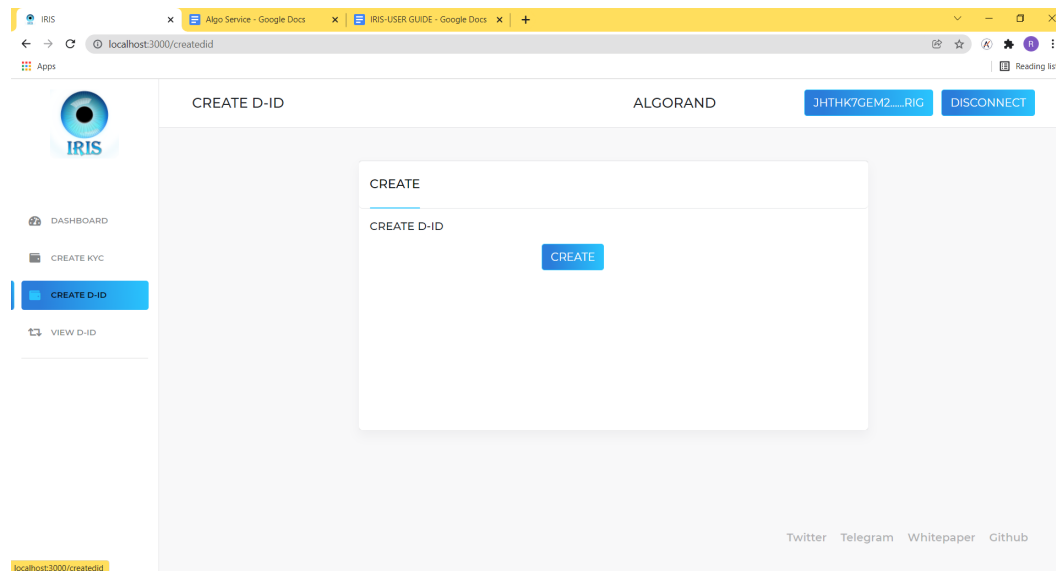 IRIS
Algo Service - Google Docs
IRIS-USER GUIDE - Google Docs
localhost:3000/createdid
Apps
Reading lis
IRIS
CREATE D-ID
ALGORAND
JHTHK7GEM2......RIG
DISCONNECT
DASHBOARD
CREATE KYC
CREATE D-ID
VIEW D-ID
CREATE
CREATE D-ID
CREATE
Twitter Telegram Whitepaper Github
localhost:3000/createdid